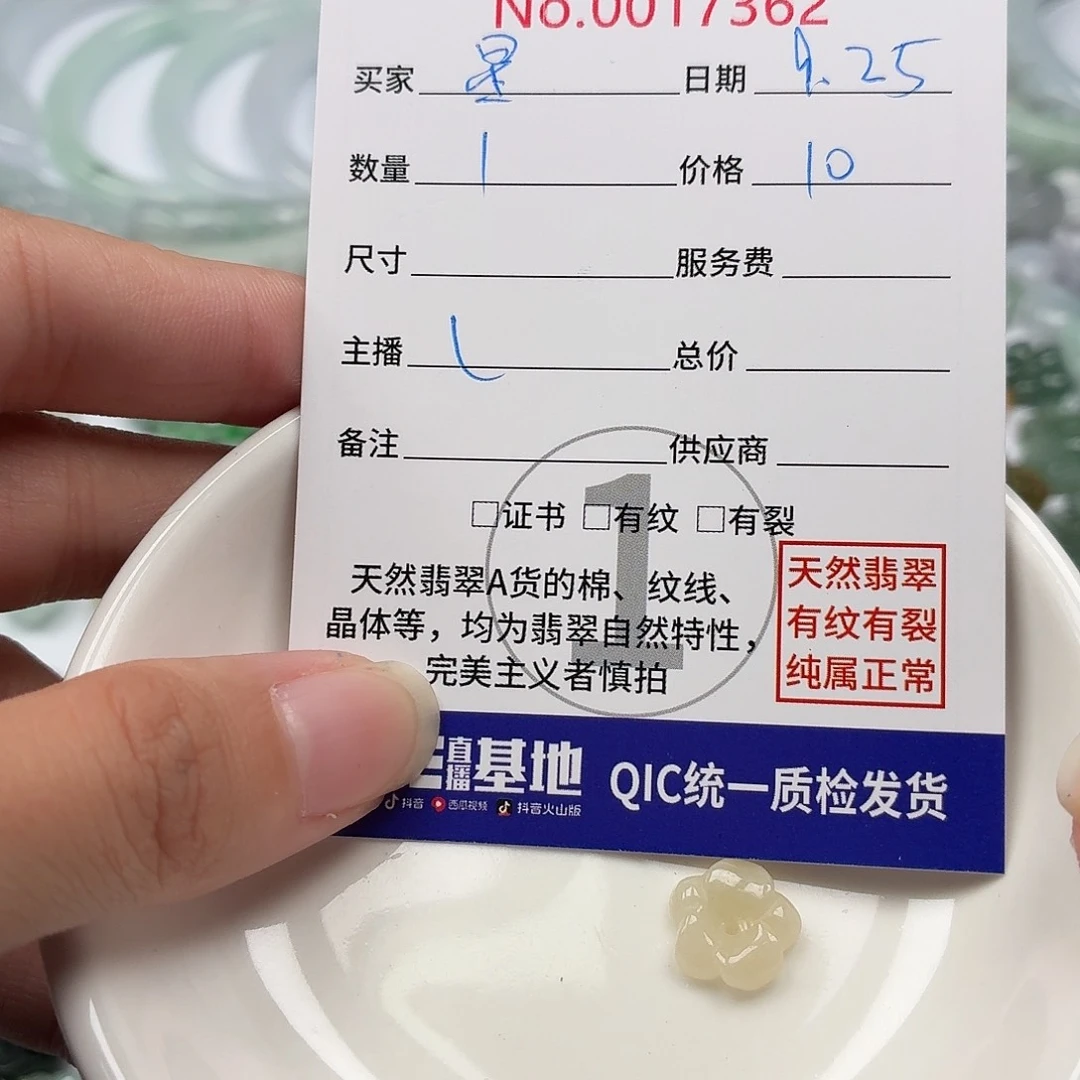 No.0017362
买家 星 日期 9.25
数量 1 价格 10
尺寸 服务费
主播 总价
备注 供应商
□证书 □有纹 □有裂
1
天然翡翠A货的棉、纹线、
晶体等，均为翡翠自然特性，
完美主义者慎拍
天然翡翠
有纹有裂
纯属正常
直播基地 QIC统一质检发货
抖音 西瓜视频 抖音火山版